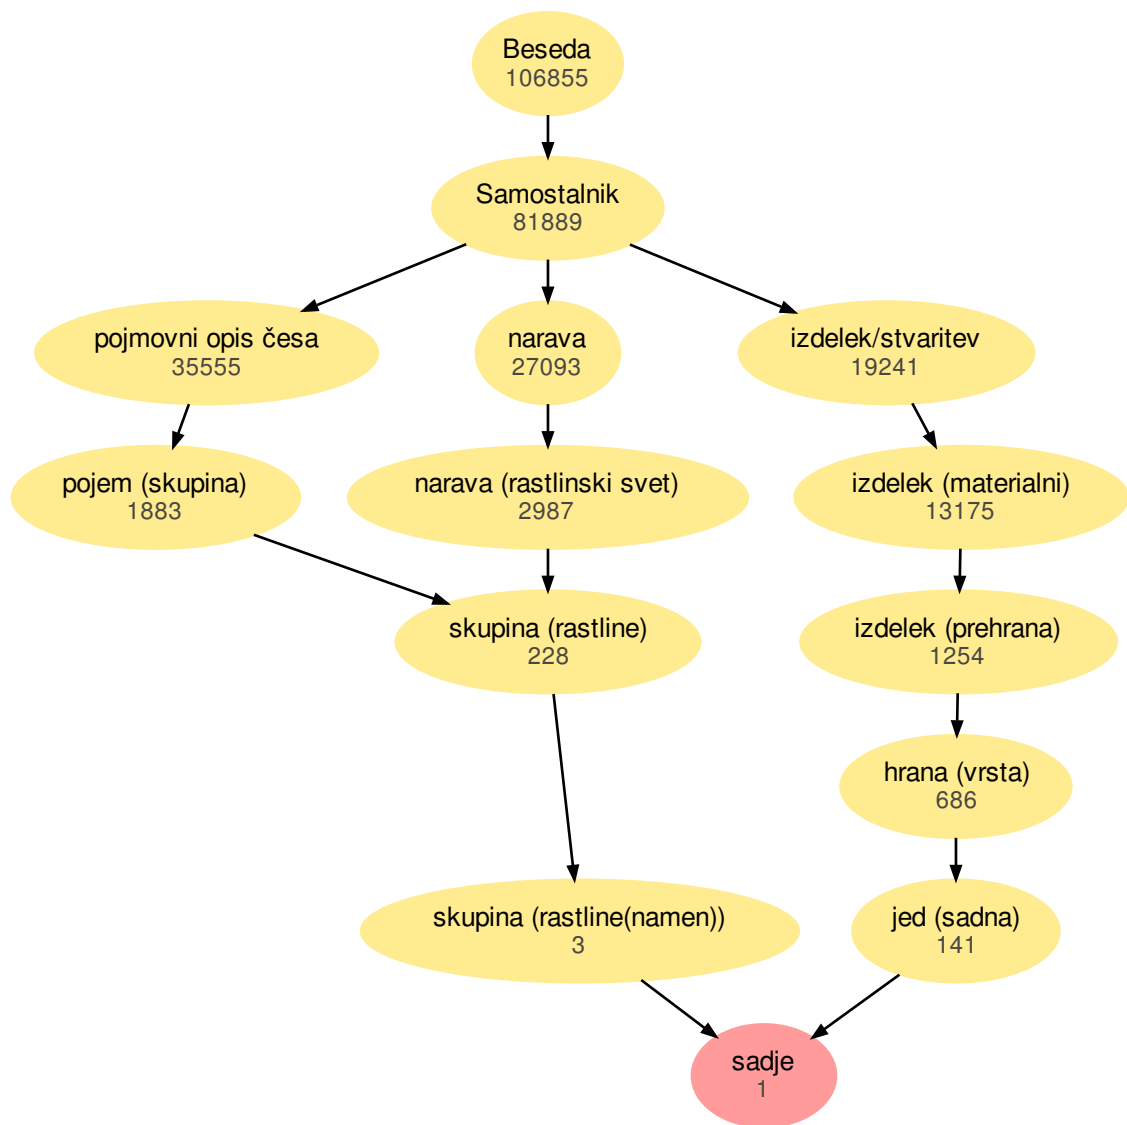 Beseda
106855
Samostalnik
81889
pojmovni opis česa
35555
narava
27093
izdelek/stvaritev
19241
pojem (skupina)
1883
narava (rastlinski svet)
2987
izdelek (materialni)
13175
skupina (rastline)
228
izdelek (prehrana)
1254
hrana (vrsta)
686
skupina (rastline(namen))
3
jed (sadna)
141
sadje
1